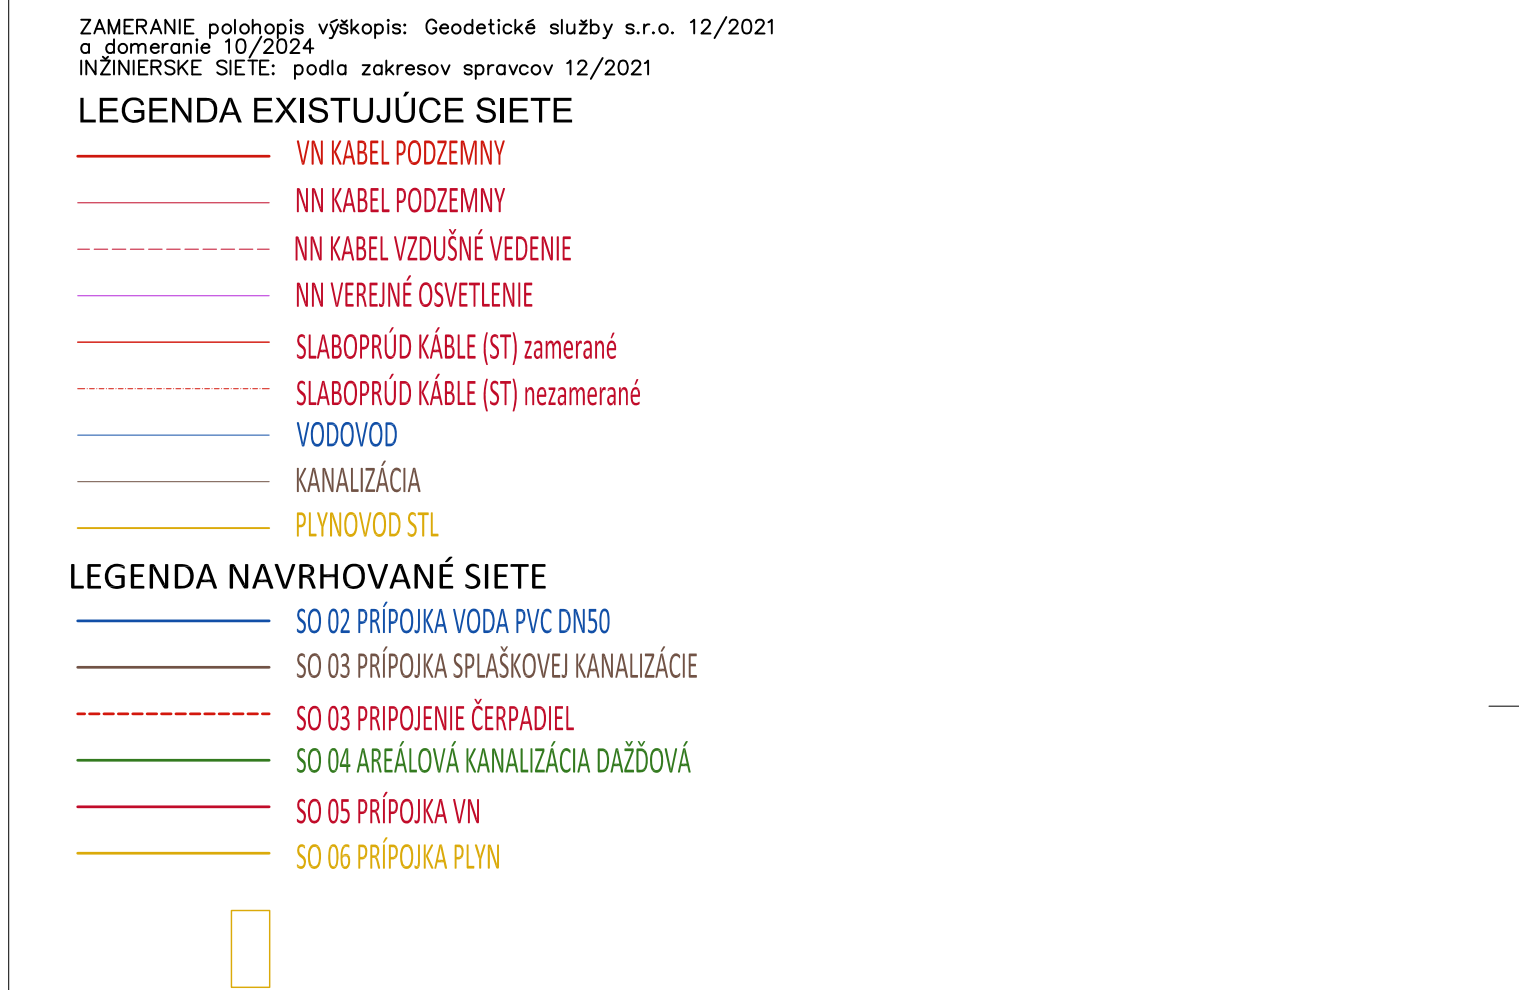 ZAMERANIE polohopis výškopis: Geodetické služby s.r.o. 12/2021
a domeranie 10/2024
INŽINIERSKE SIETE: podla zakresov spravcov 12/2021
LEGENDA EXISTUJÚCE SIETE
VN KABEL PODZEMNY
NN KABEL PODZEMNY
NN KABEL VZDUŠNÉ VEDENIE
NN VEREJNÉ OSVETLENIE
SLABOPRÚD KÁBLE (ST) zamerané
SLABOPRÚD KÁBLE (ST) nezamerané
VODOVOD
KANALIZÁCIA
PLYNOVOD STL
LEGENDA NAVRHOVANÉ SIETE
SO 02 PRÍPOJKA VODA PVC DN50
SO 03 PRÍPOJKA SPLAŠKOVEJ KANALIZÁCIE
SO 03 PRIPOJENIE ČERPADIEL
SO 04 AREÁLOVÁ KANALIZÁCIA DAŽĎOVÁ
SO 05 PRÍPOJKA VN
SO 06 PRÍPOJKA PLYN